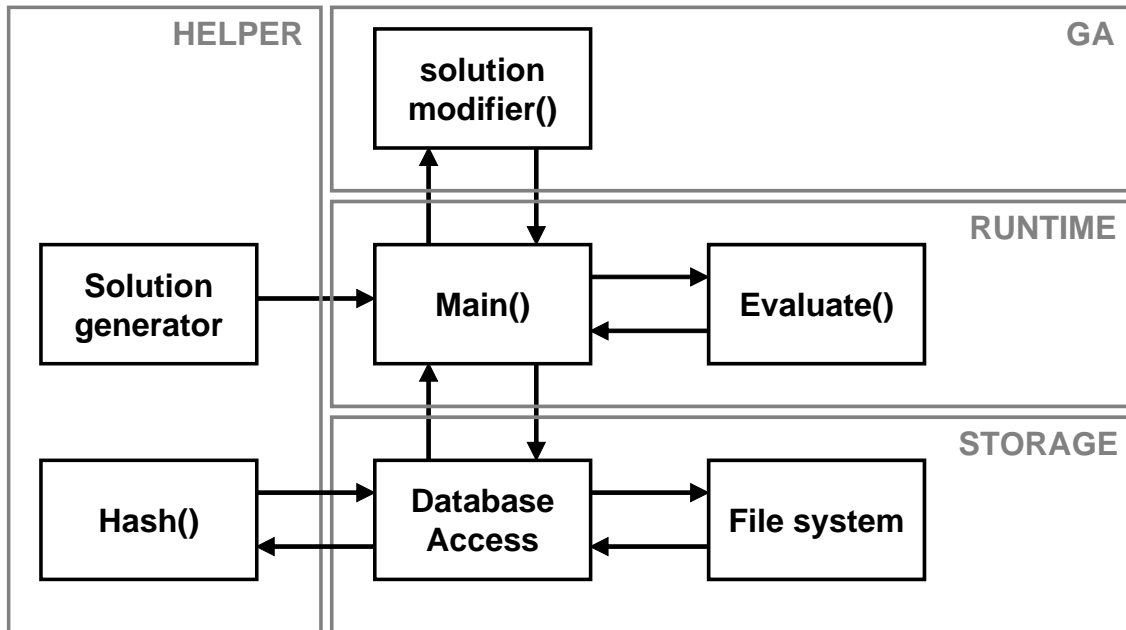 HELPER
GA
solution
modifier()
RUNTIME
Solution
generator
Main()
Evaluate()
STORAGE
Hash()
Database
Access
File system